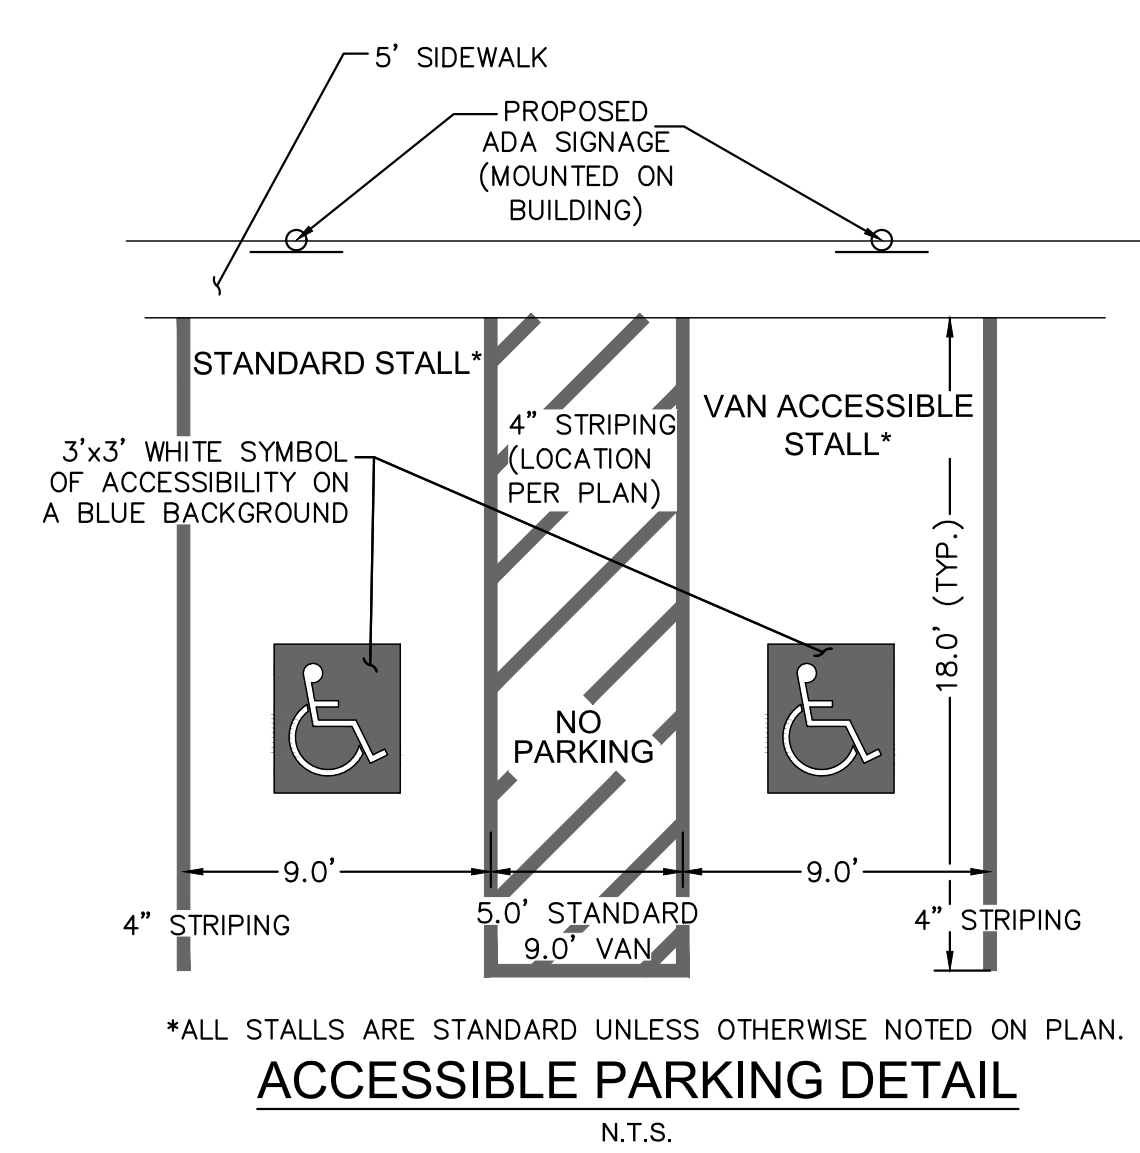 5' SIDEWALK
PROPOSED
ADA SIGNAGE
(MOUNTED ON
BUILDING)
STANDARD STALL*
VAN ACCESSIBLE
STALL*
4" STRIPING
(LOCATION
PER PLAN)
3'x3' WHITE SYMBOL
OF ACCESSIBILITY ON
A BLUE BACKGROUND
18.0' (TYP.)
NO
PARKING
9.0'
9.0'
4" STRIPING
5.0' STANDARD
9.0' VAN
4" STRIPING
*ALL STALLS ARE STANDARD UNLESS OTHERWISE NOTED ON PLAN.
ACCESSIBLE PARKING DETAIL
N.T.S.